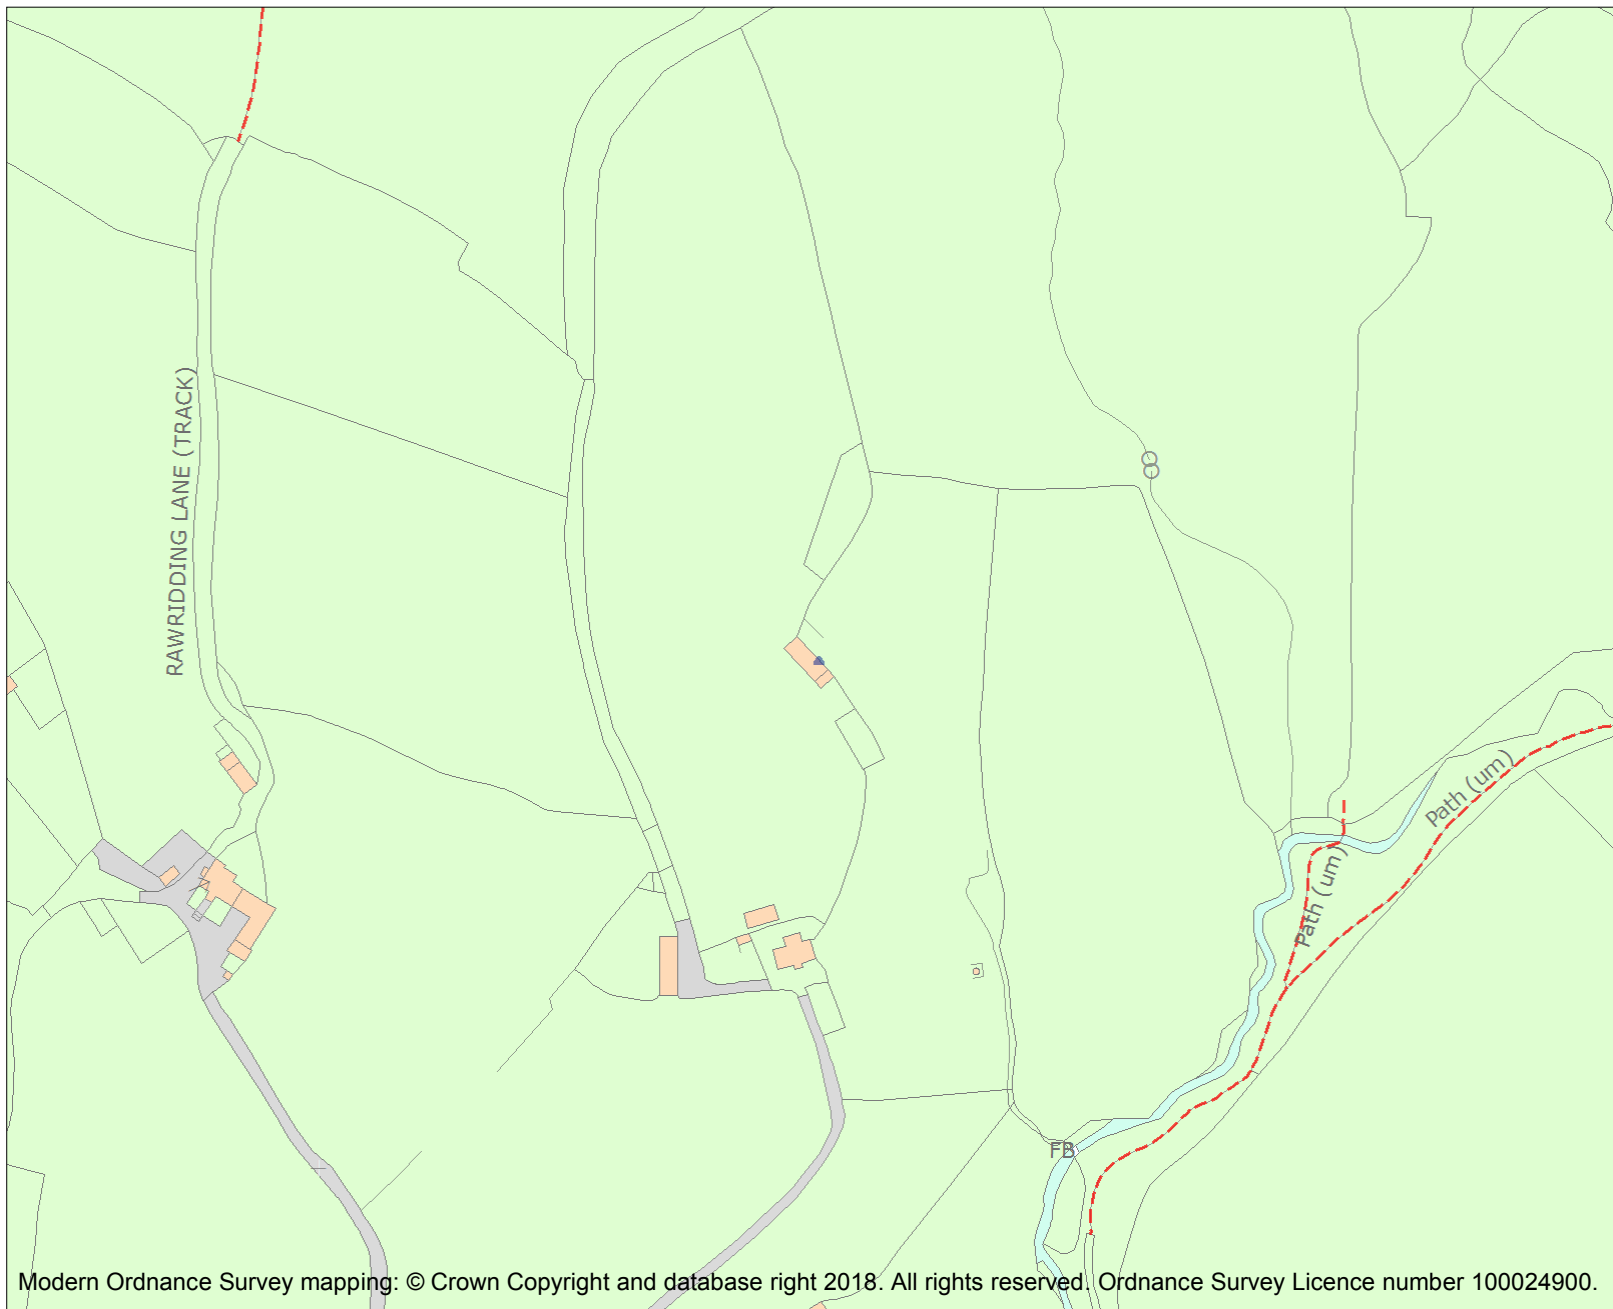 RAWRIDDING LANE (TRACK)
Path (um)
Path (um)
FB
Modern Ordnance Survey mapping: © Crown Copyright and database right 2018. All rights reserved. Ordnance Survey Licence number 100024900.